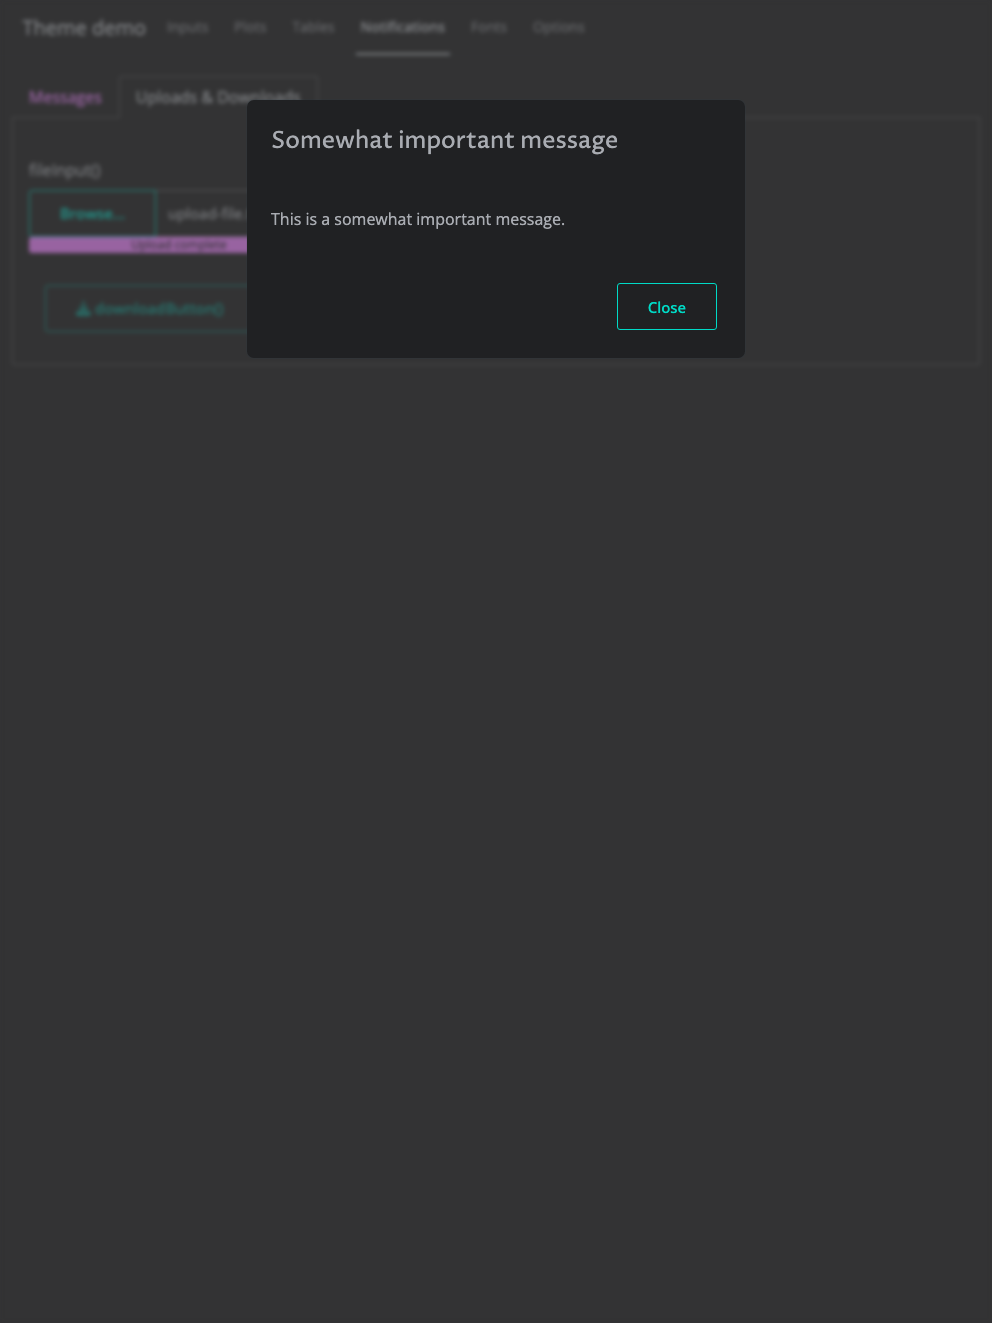 Theme demo Inputs Plots Tables Notifications Fonts Options
Messages Uploads & Downloads
Somewhat important message
fileInput()
Browse... upload-file
This is a somewhat important message.
Upload complete
downloadButton()
Close